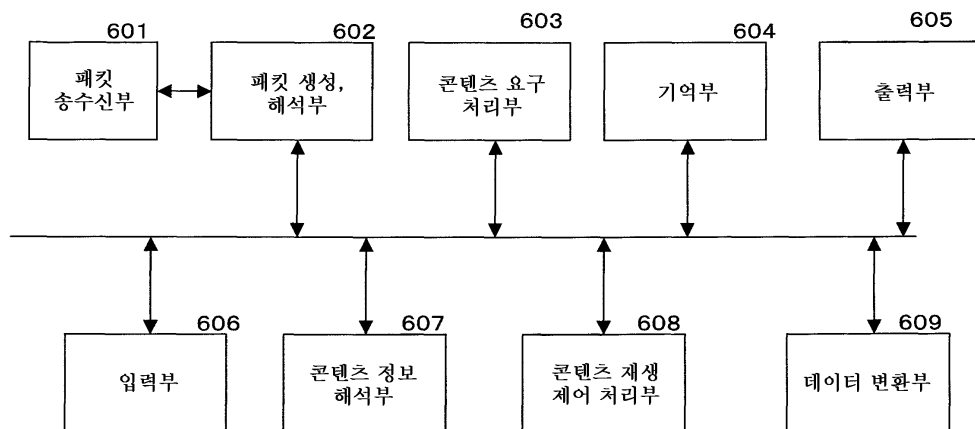 601
패킷
송수신부
602
패킷 생성,
해석부
603
콘텐츠 요구
처리부
604
기억부
605
출력부
606
입력부
607
콘텐츠 정보
해석부
608
콘텐츠 재생
제어 처리부
609
데이터 변환부